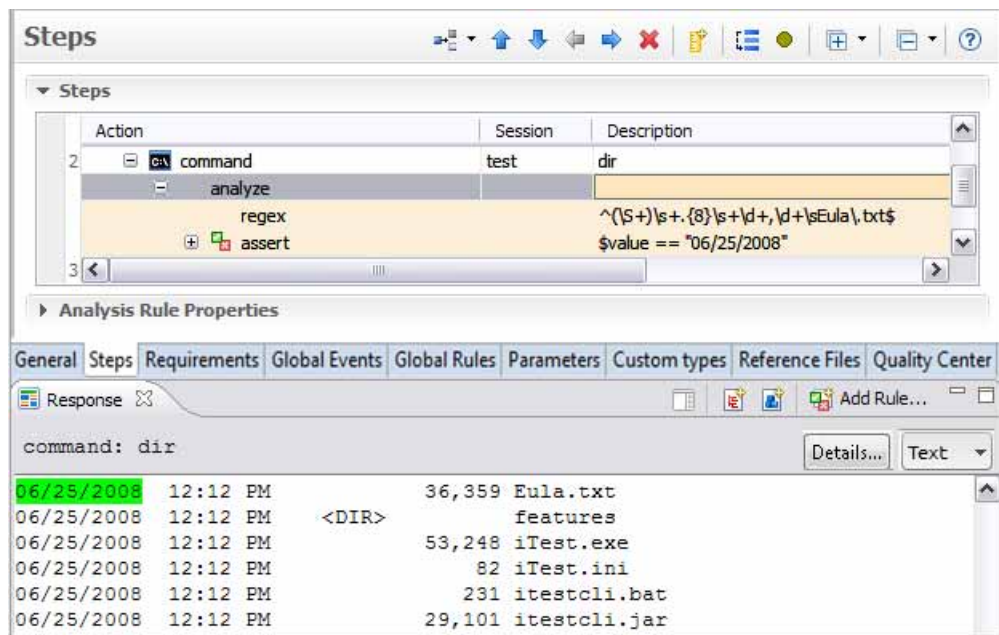 Steps
Steps
Action Session Description
2 command test dir
analyze
regex ^(\S+)\s+.{8}\s+\d+,\d+\sEula\.txt$
assert $value == "06/25/2008"
3
Analysis Rule Properties
General Steps Requirements Global Events Global Rules Parameters Custom types Reference Files Quality Center
Response Add Rule...
command: dir Details... Text
06/25/2008 12:12 PM 36,359 Eula.txt
06/25/2008 12:12 PM <DIR> features
06/25/2008 12:12 PM 53,248 iTest.exe
06/25/2008 12:12 PM 82 iTest.ini
06/25/2008 12:12 PM 231 itestcli.bat
06/25/2008 12:12 PM 29,101 itestcli.jar